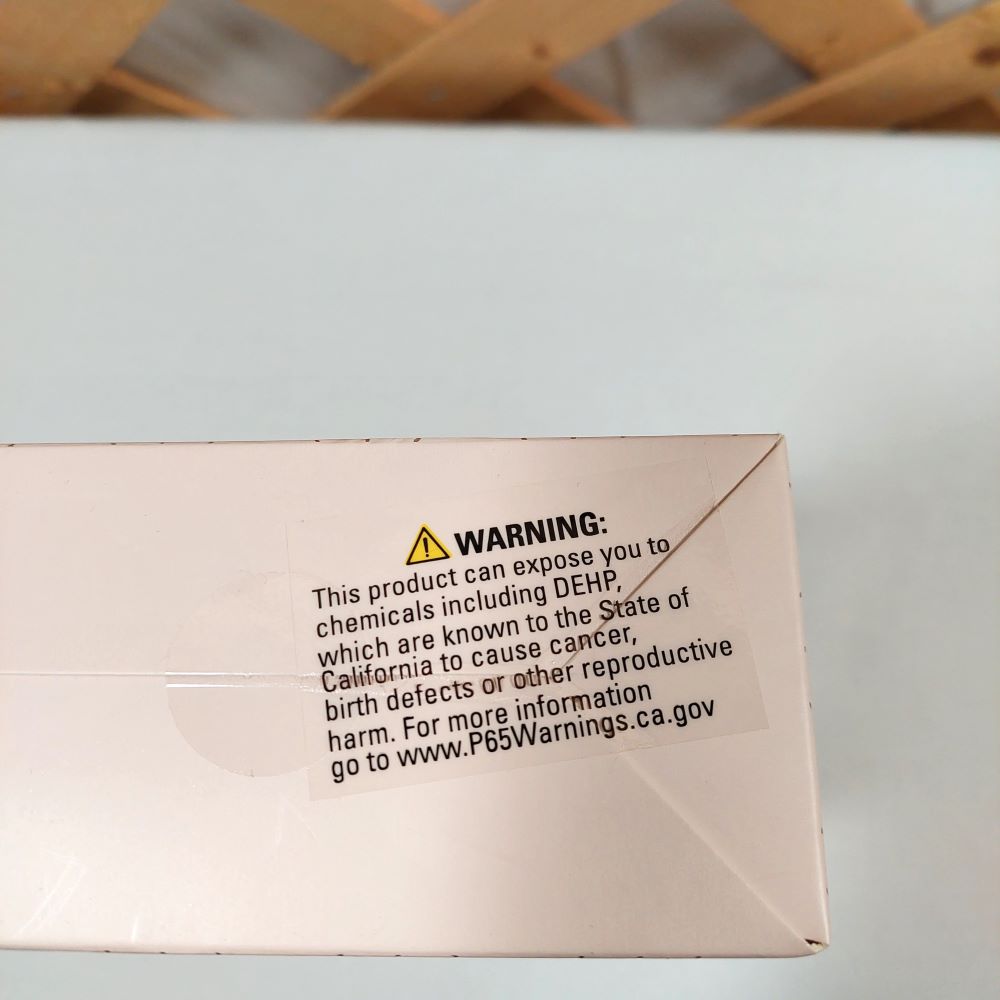 WARNING:
This product can expose you to
chemicals including DEHP,
which are known to the State of
California to cause cancer,
birth defects or other reproductive
harm. For more information
go to www.P65Warnings.ca.gov